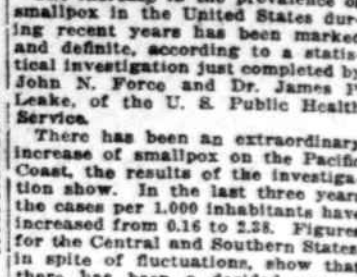 smallpox in the United States dur
ing recent years has been marked
and definite, according to a statis
tical investigation just completed by
John N. Force and Dr. James P
Leake, of the U. S. Public Health
Service.
There has been an extraordinary
increase of smallpox on the Pacific
Coast, the results of the investiga
tion show. In the last three years
the cases per 1,000 inhabitants have
increased from 0.16 to 2.38. Figures
for the Central and Southern States
in spite of fluctuations, show that